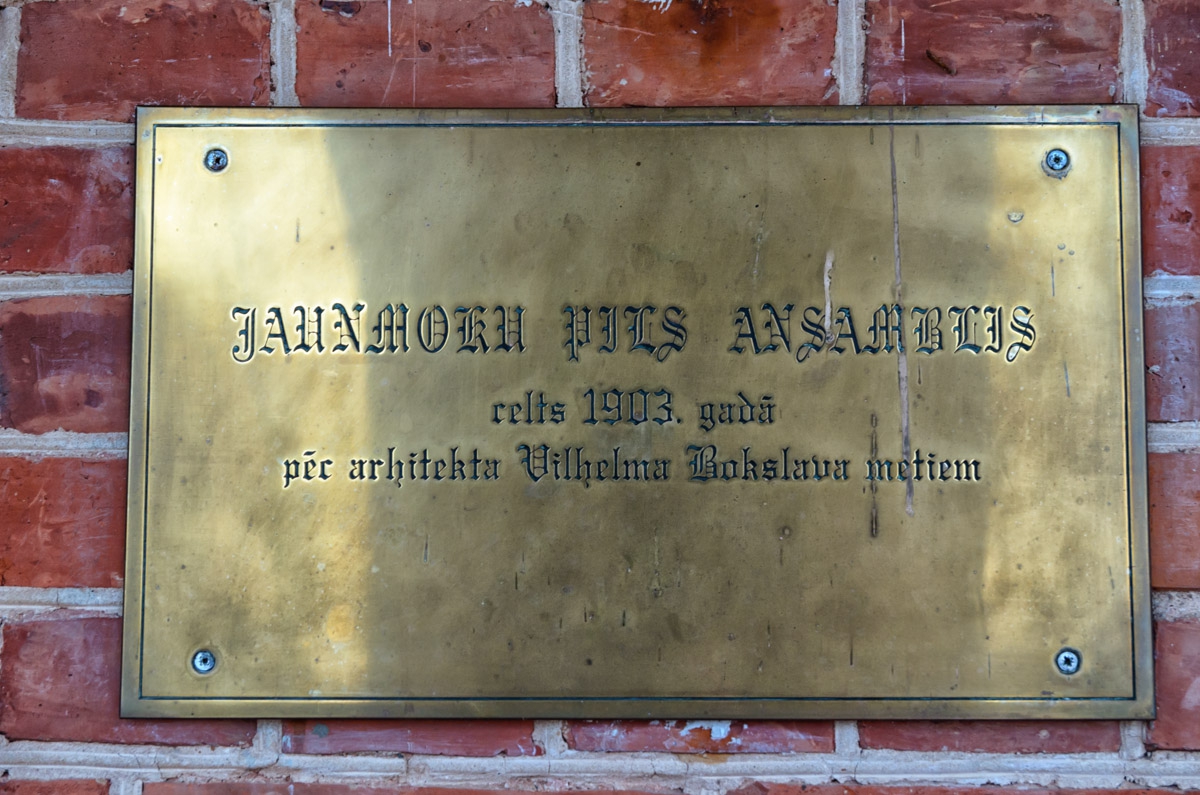 JAUNMOKU PILS ANSAMBLIS
celts 1903. gadā
pēc arhitekta Vilhelma Bokslava metiem